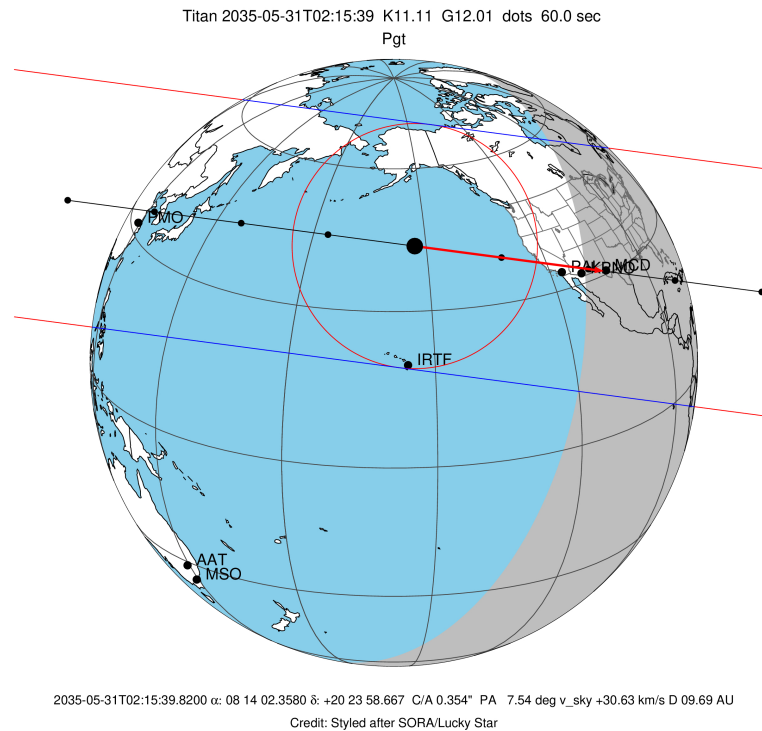 Titan 2035-05-31T02:15:39 K11.11 G12.01 dots 60.0 sec
Pgt
PMO
MCD
IRTF
AAT
MSO
2035-05-31T02:15:39.8200 α: 08 14 02.3580 δ: +20 23 58.667 C/A 0.354" PA 7.54 deg v_sky +30.63 km/s D 09.69 AU
Credit: Styled after SORA/Lucky Star